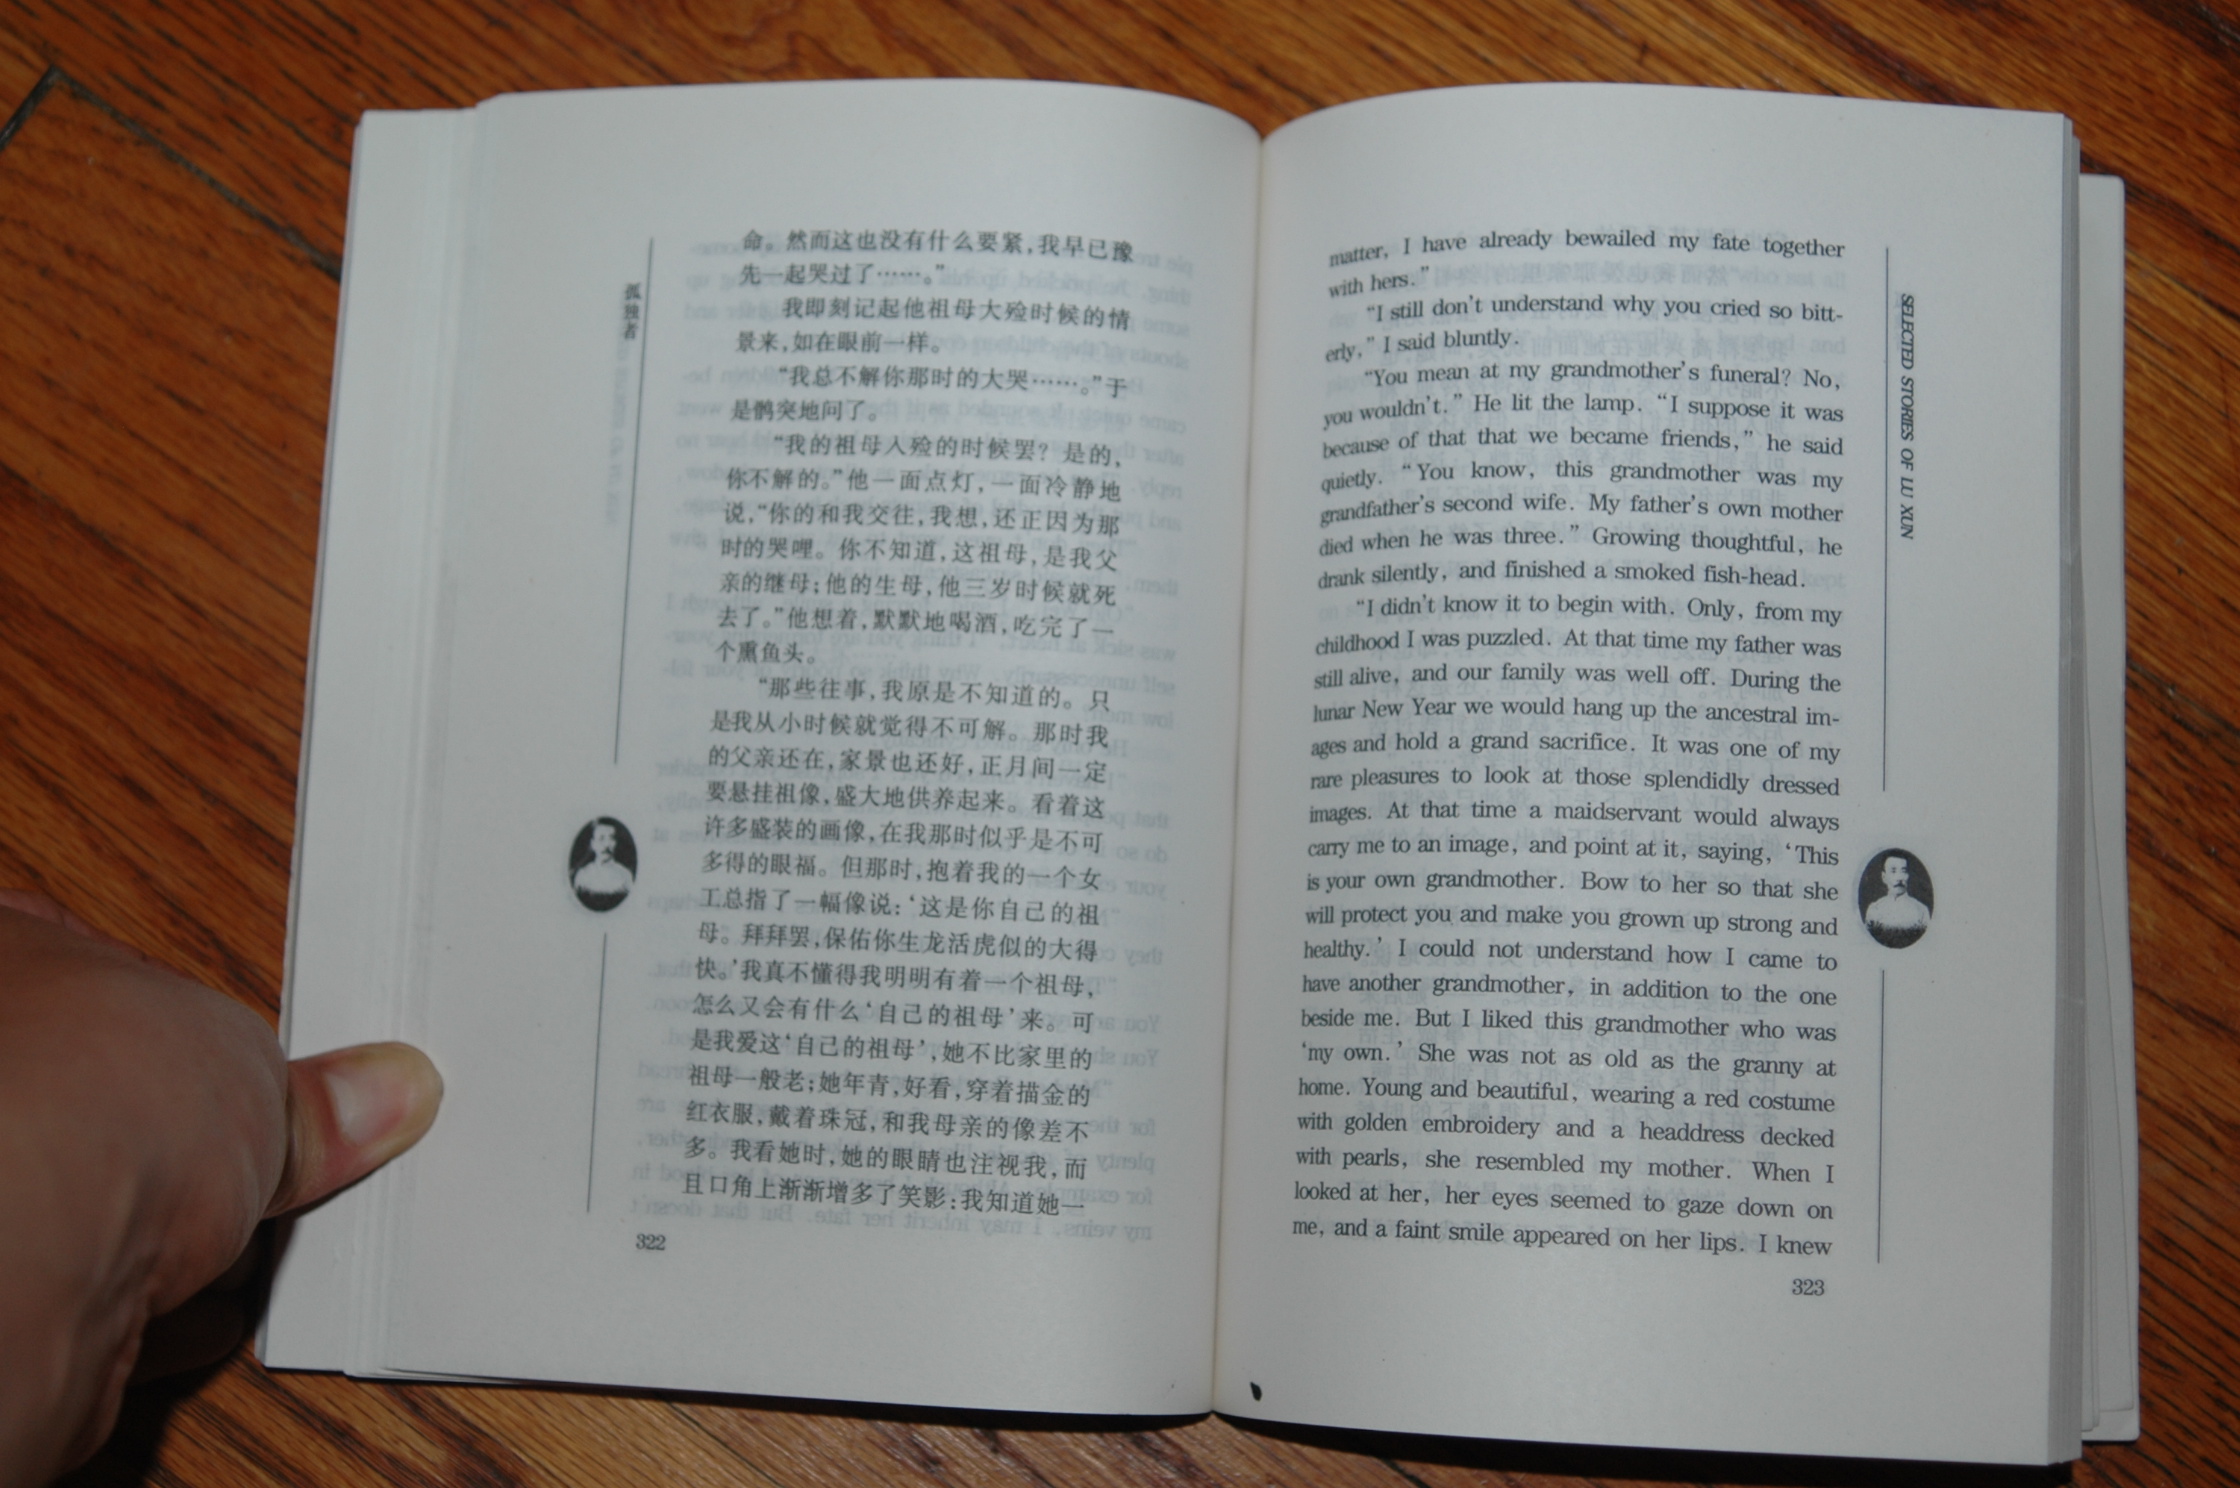 孤独者
命。然而这也没有什么要紧,我早已豫
先一起哭过了……。”
我即刻记起他祖母大殓时候的情
景来,如在眼前一样。
“我总不解你那时的大哭……。”于
是鹘突地问了。
“我的祖母入殓的时候罢?是的,
你不解的。”他一面点灯,一面冷静地
说,“你的和我交往,我想,还正因为那
时的哭哩。你不知道,这祖母,是我父
亲的继母;他的生母,他三岁时候就死
去了。”他想着,默默地喝酒,吃完了一
个熏鱼头。
“那些往事,我原是不知道的。只
是我从小时候就觉得不可解。那时我
的父亲还在,家景也还好,正月间一定
要悬挂祖像,盛大地供养起来。看着这
许多盛装的画像,在我那时似乎是不可
多得的眼福。但那时,抱着我的一个女
工总指了一幅像说:‘这是你自己的祖
母。拜拜罢,保佑你生龙活虎似的大得
快。’我真不懂得我明明有着一个祖母,
怎么又会有什么‘自己的祖母’来。可
是我爱这‘自己的祖母’,她不比家里的
祖母一般老;她年青,好看,穿着描金的
红衣服,戴着珠冠,和我母亲的像差不
多。我看她时,她的眼睛也注视我,而
且口角上渐渐增多了笑影:我知道她一
322
matter, I have already bewailed my fate together
with hers.”
“I still don’t understand why you cried so bitt-
erly,” I said bluntly.
“You mean at my grandmother’s funeral? No,
you wouldn’t.” He lit the lamp. “I suppose it was
because of that that we became friends,” he said
quietly. “You know, this grandmother was my
grandfather’s second wife. My father’s own mother
died when he was three.” Growing thoughtful, he
drank silently, and finished a smoked fish-head.
“I didn’t know it to begin with. Only, from my
childhood I was puzzled. At that time my father was
still alive, and our family was well off. During the
lunar New Year we would hang up the ancestral im-
ages and hold a grand sacrifice. It was one of my
rare pleasures to look at those splendidly dressed
images. At that time a maidservant would always
carry me to an image, and point at it, saying, ‘This
is your own grandmother. Bow to her so that she
will protect you and make you grown up strong and
healthy.’ I could not understand how I came to
have another grandmother, in addition to the one
beside me. But I liked this grandmother who was
‘my own.’ She was not as old as the granny at
home. Young and beautiful, wearing a red costume
with golden embroidery and a headdress decked
with pearls, she resembled my mother. When I
looked at her, her eyes seemed to gaze down on
me, and a faint smile appeared on her lips. I knew
323
SELECTED STORIES OF LU XUN